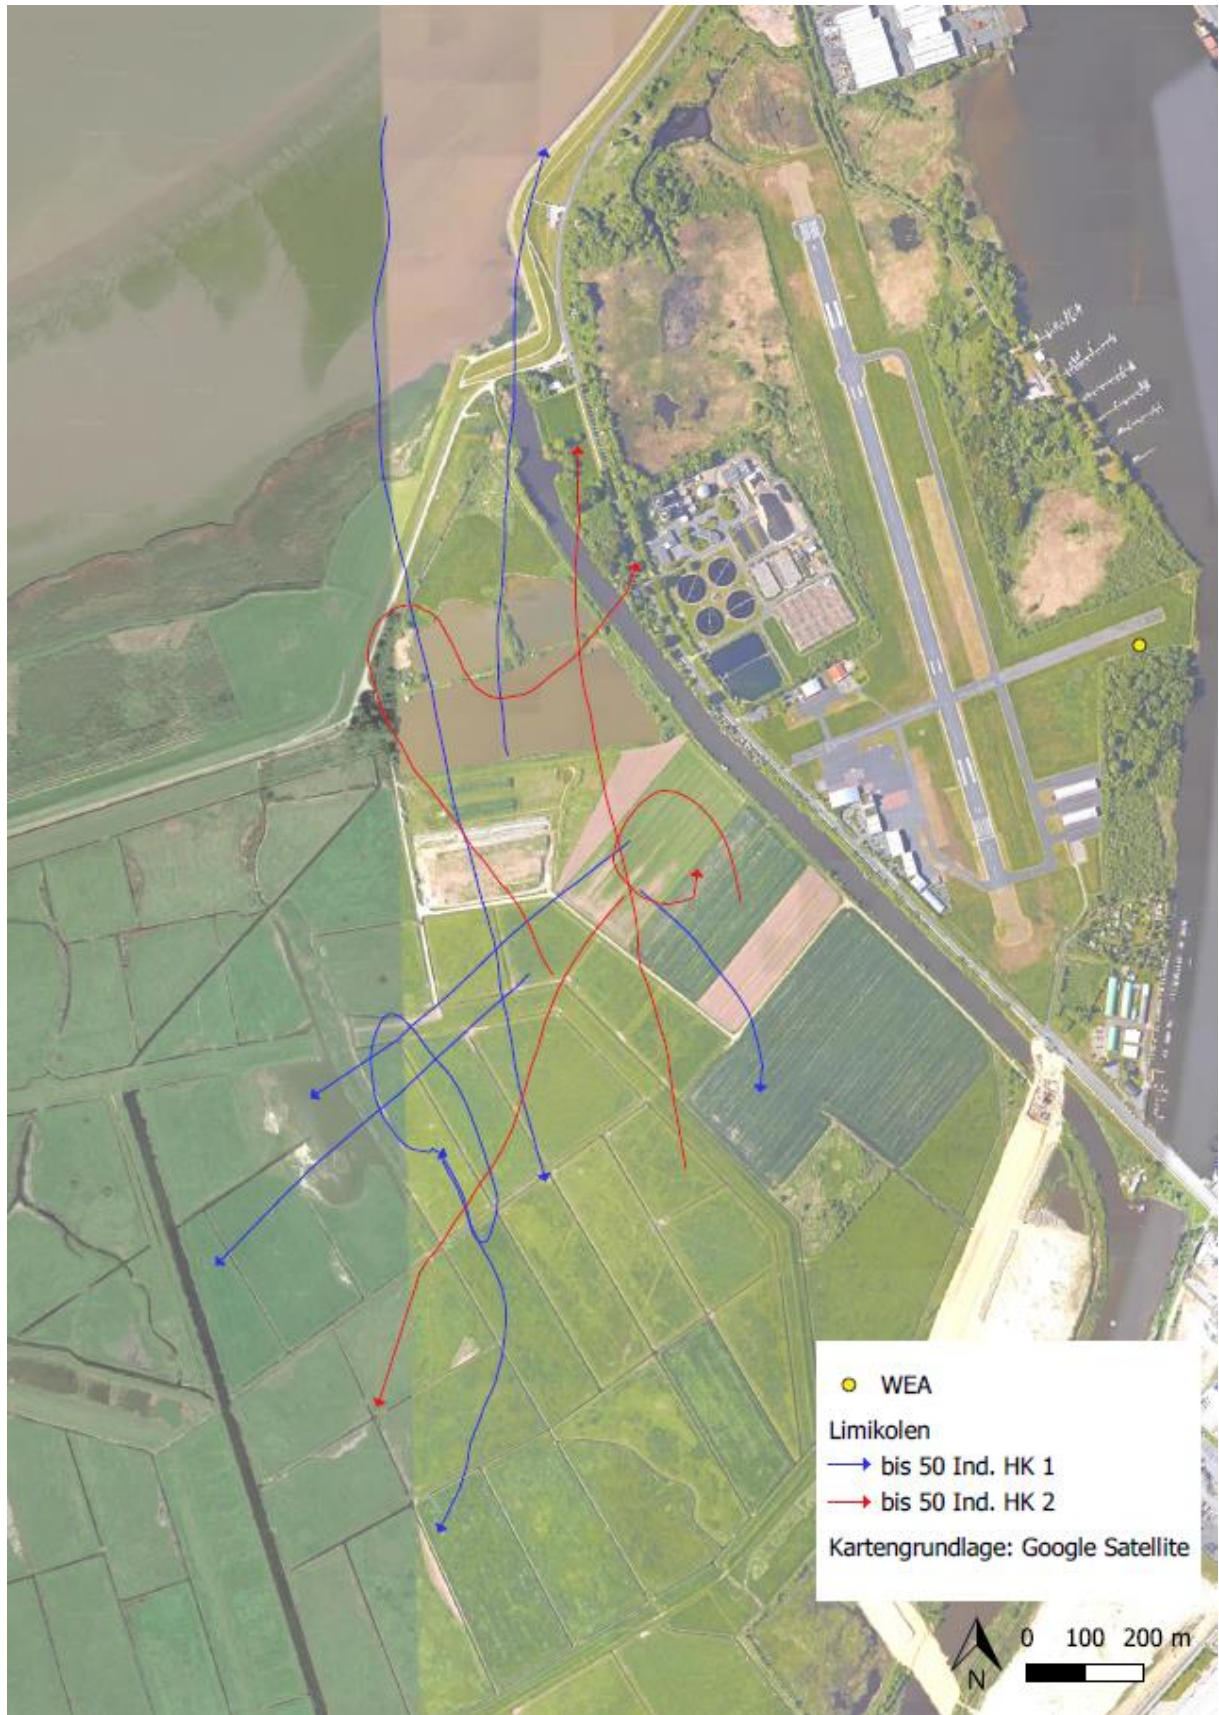 WEA
Limikolen
bis 50 Ind. HK 1
bis 50 Ind. HK 2
Kartengrundlage: Google Satellite
0 100 200 m
N